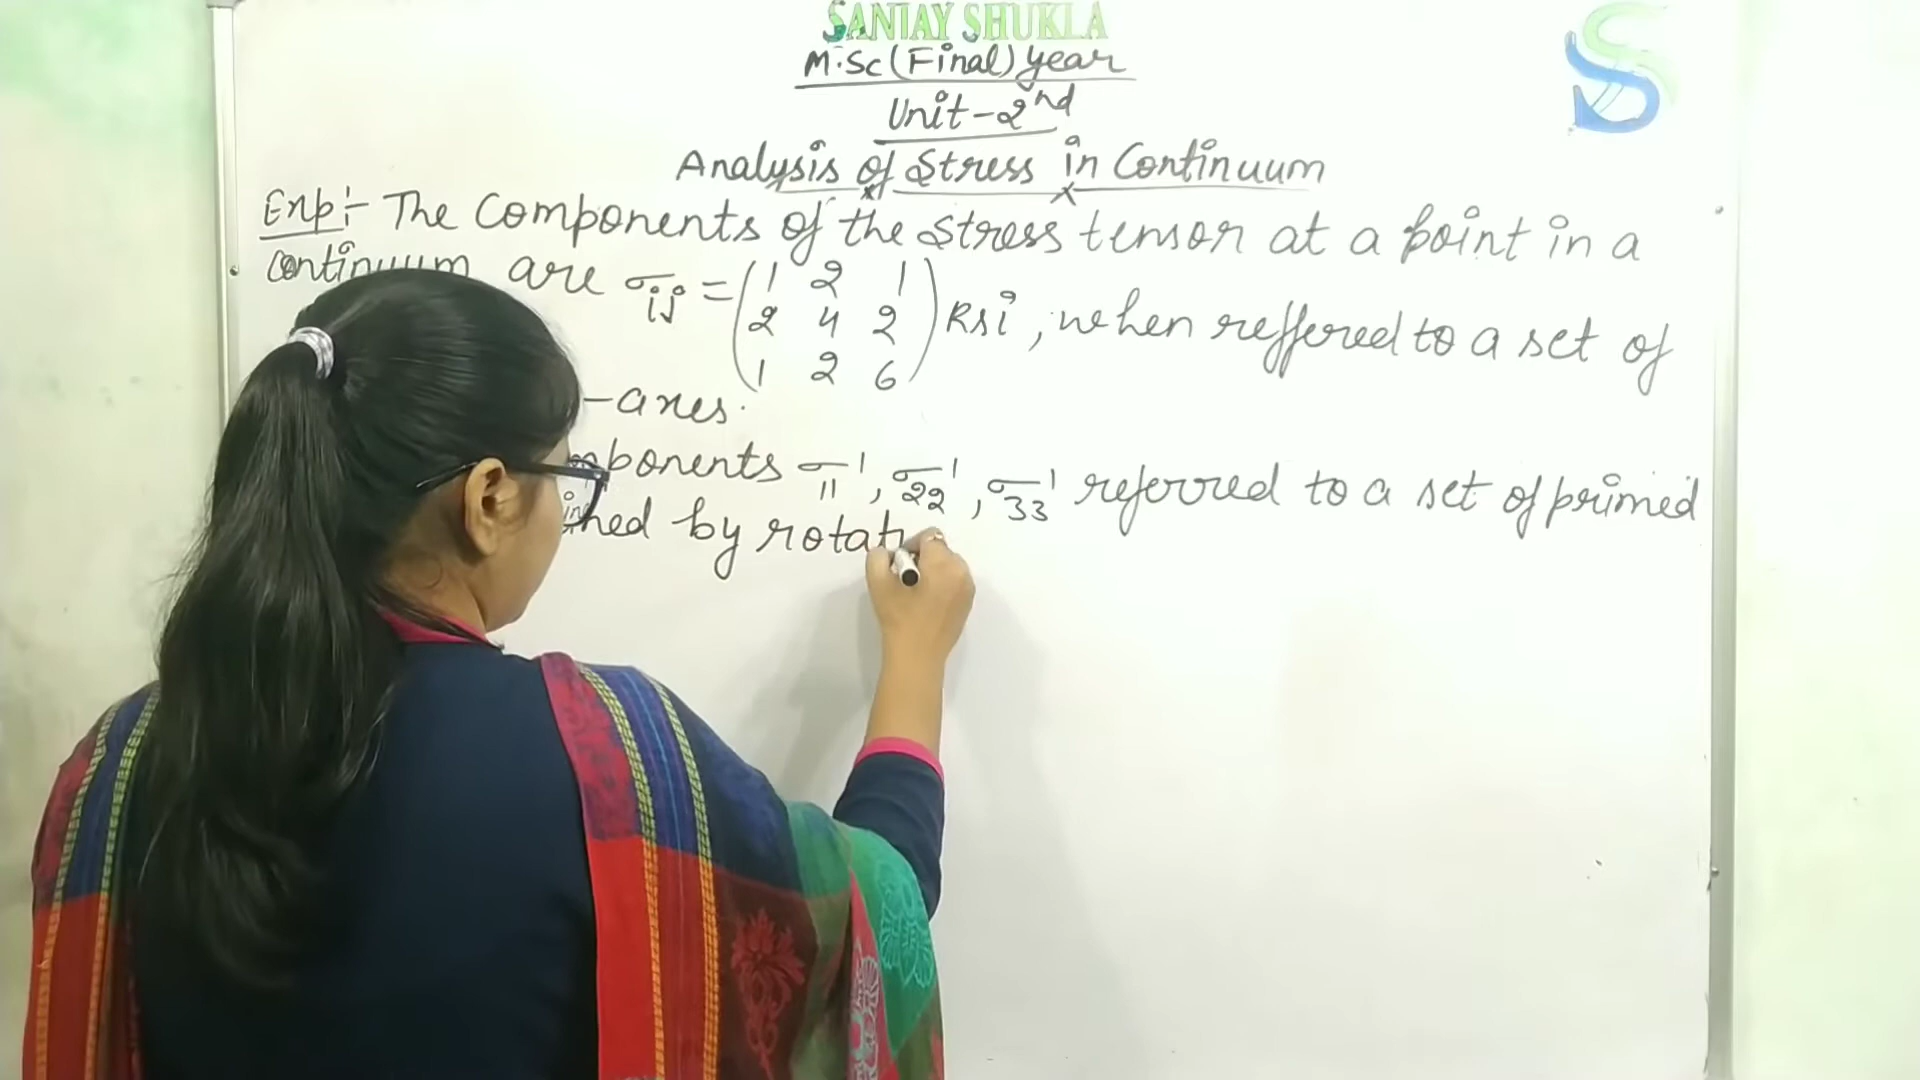 SANJAY SHUKLA
M.Sc (Final) year
Unit-2nd
Analysis of Stress in Continuum
Exp:- The Components of the Stress tensor at a point in a
continuum are σij = (1 2 1
2 4 2
1 2 6) Ksi, when reffered to a set of
-axes.
mponents σ11', σ22', σ33' referred to a set of primed
ined by rotati
S